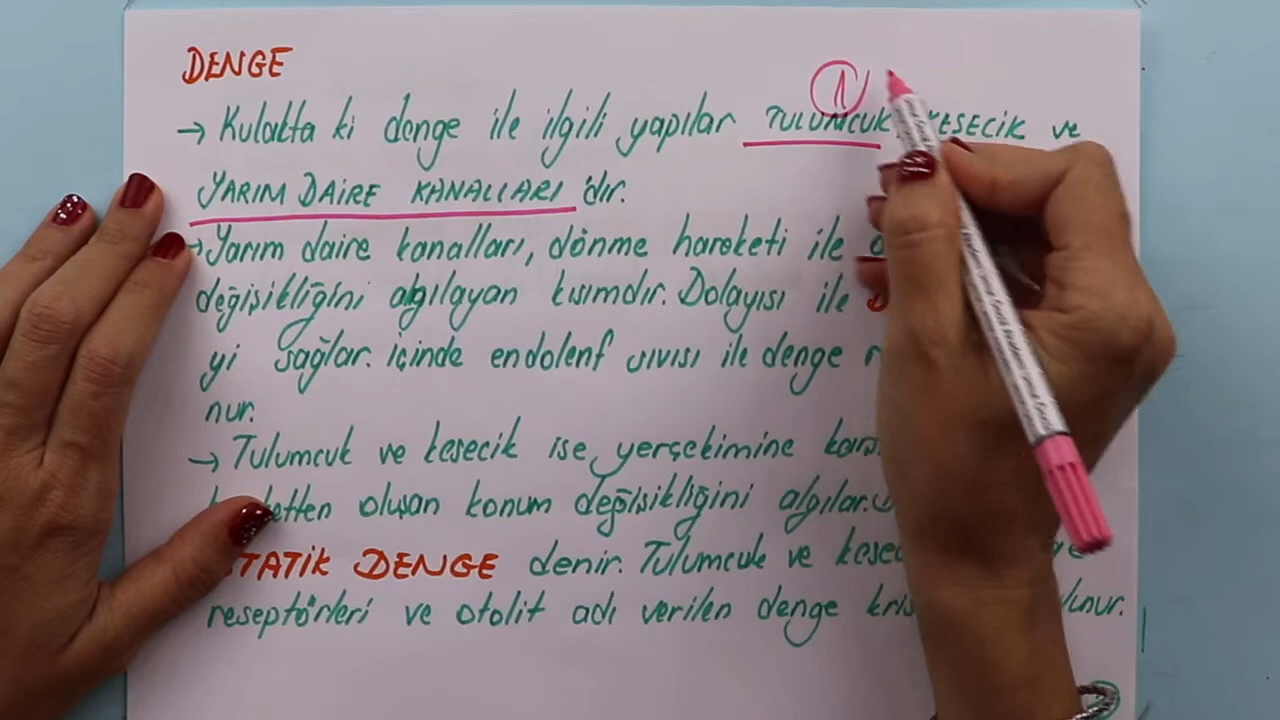 DENGE
1
→ Kulakta ki denge ile ilgili yapılar TULUMCUK, KESECİK ve
YARIM DAİRE KANALLARI 'dır.
→ Yarım daire kanalları, dönme hareketi ile
değişikliğini algılayan kısımdır. Dolayısı ile
yi sağlar. içinde endolenf sıvısı ile denge
nur.
→ Tulumcuk ve kesecik ise, yerçekimine
oluşan konum değişikliğini algılar.
STATİK DENGE denir. Tulumcuk ve
reseptörleri ve otolit adı verilen denge